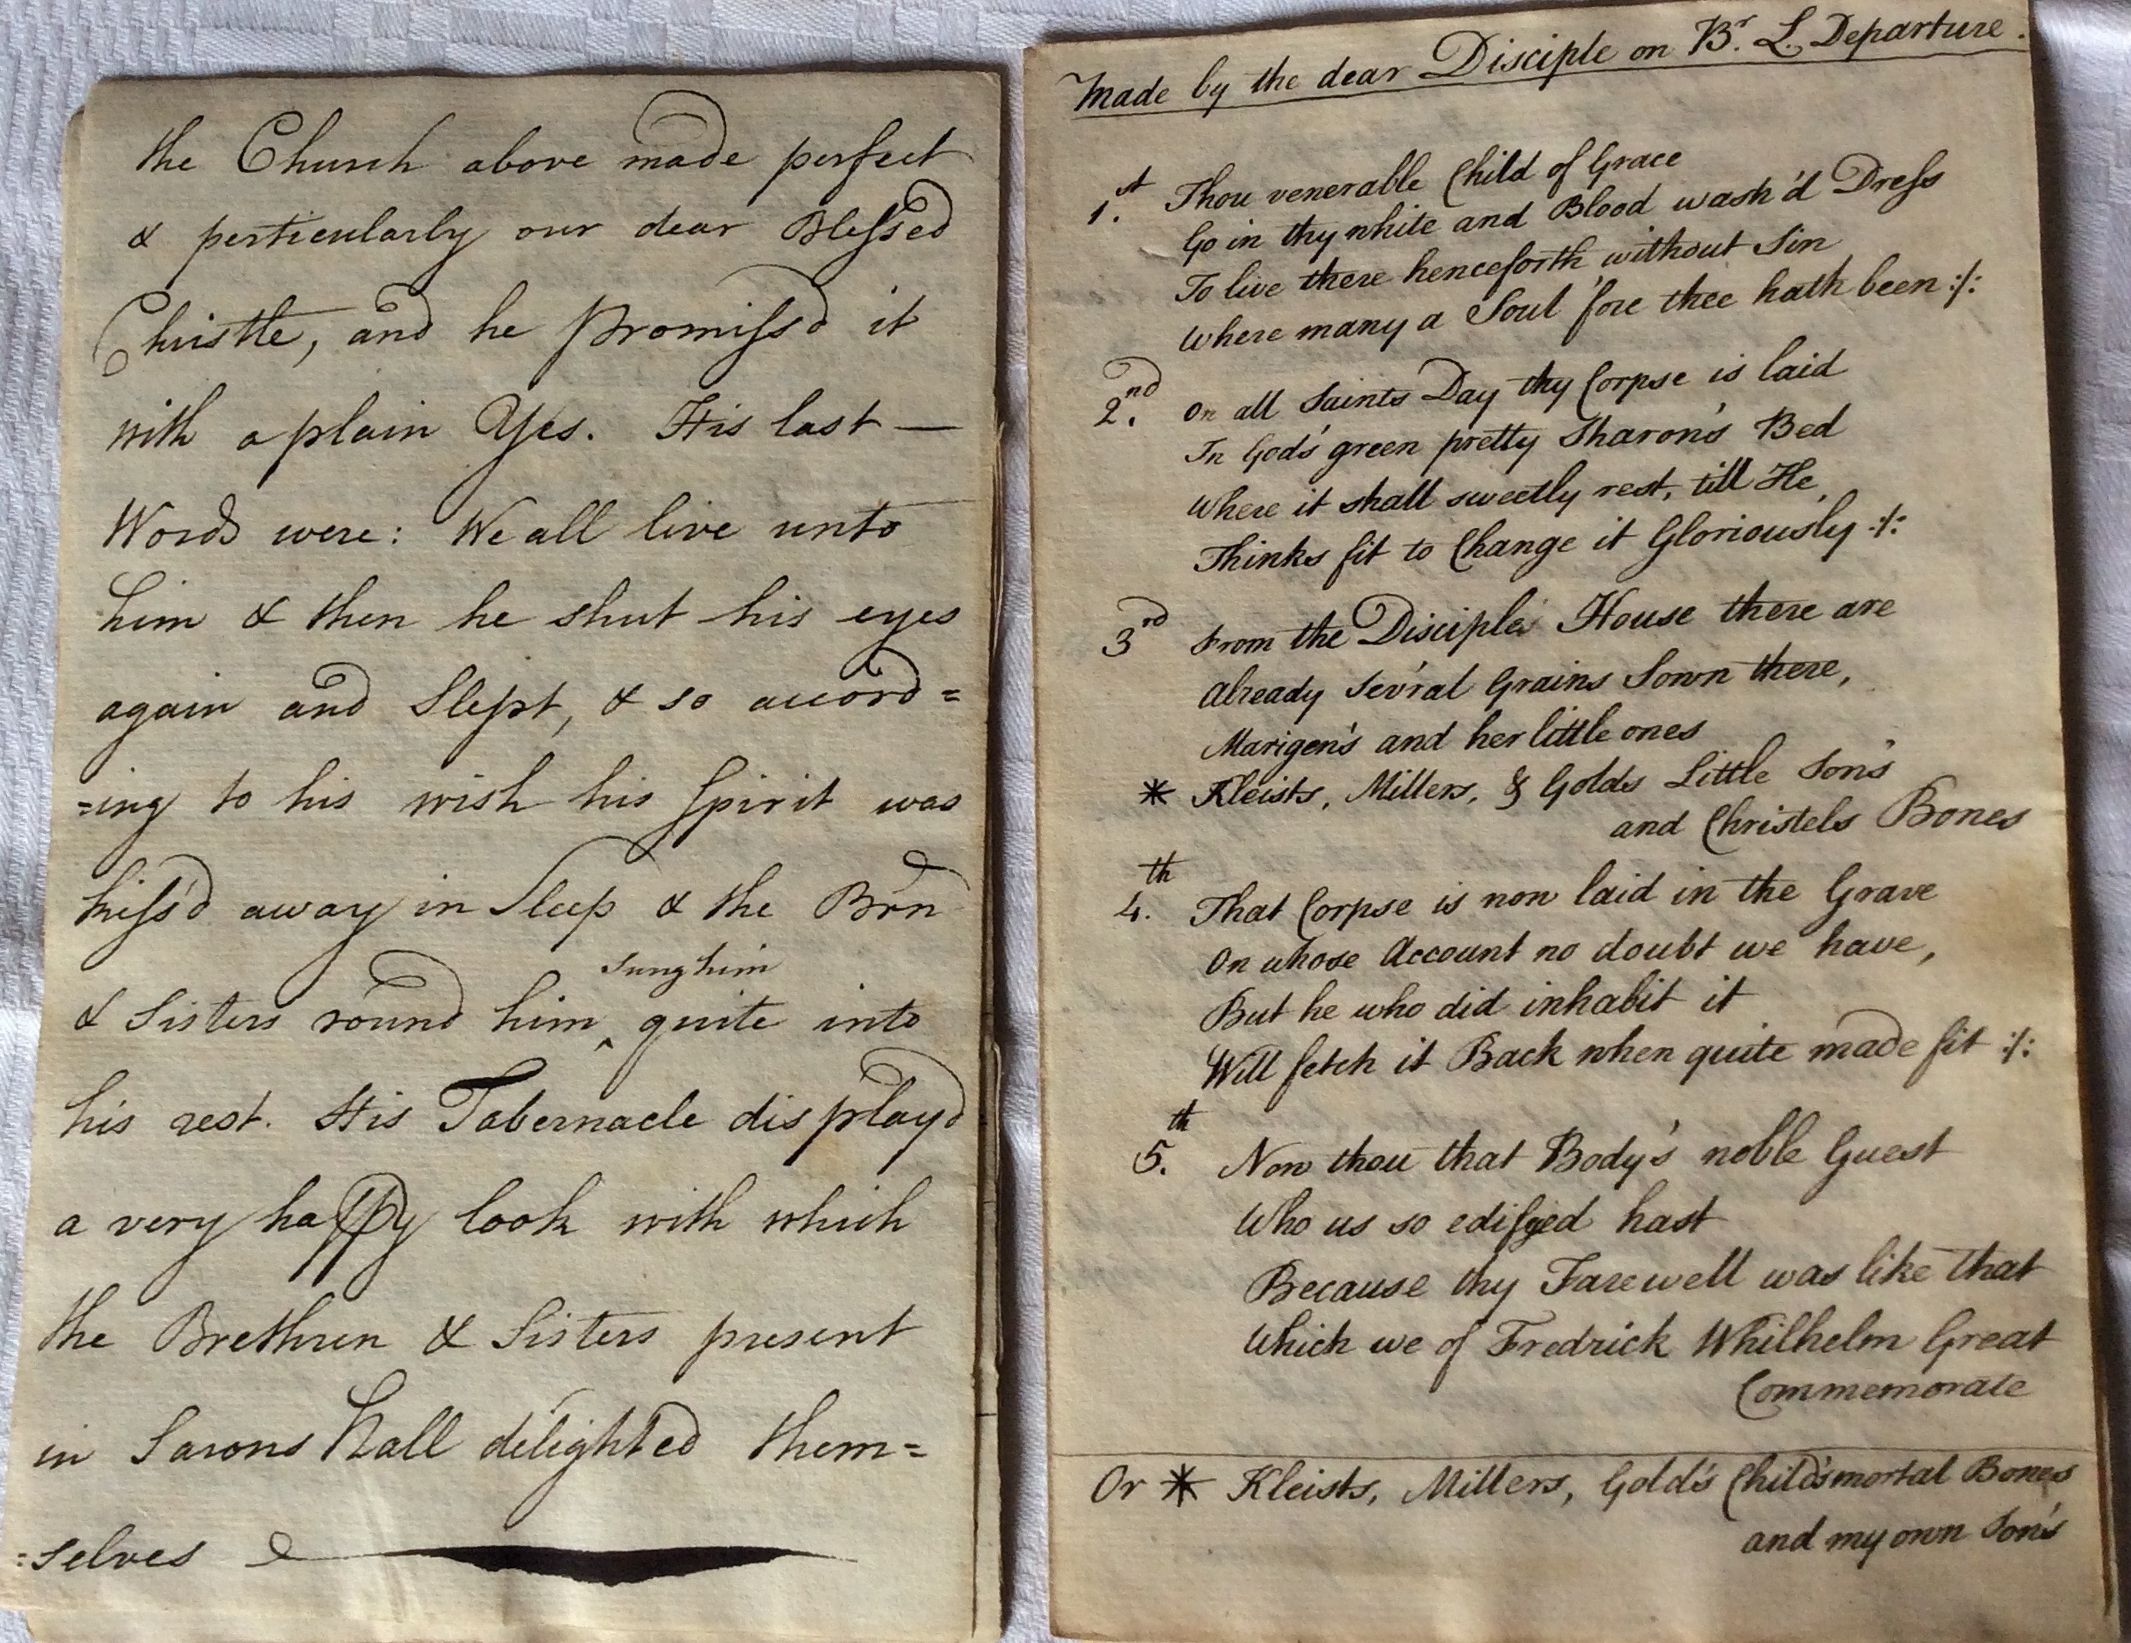 the Church above made perfect
& perticularly our dear Blessed
Christle, and he Promiss'd it
with a plain Yes. His last —
Words were: We all live unto
him & then he shut his eyes
again and Slept, & so accord=
=ing to his wish his Spirit was
kiss'd away in Sleep & the Brn
sung him
& Sisters round him ‸ quite into
his rest. His Tabernacle display'd
a very happy look with which
the Brethren & Sisters present
in Sarons Hall delighted them=
=selves
Made by the dear Disciple on Br. L. Departure.
1.st Thou venerable Child of Grace
Go in thy white and Blood wash'd Dress
To live there henceforth without Sin
Where many a Soul 'fore thee hath been :/:
2.nd On all Saints Day thy Corpse is laid
In God's green pretty Sharon's Bed
Where it shall sweetly rest, till He,
Thinks fit to Change it Gloriously :/:
3rd From the Disciples House there are
Already Sev'ral Grains Sown there,
Marigen's and her little ones
* Kleists, Millers, & Golds Little Son's
and Christels Bones
4.th That Corpse is now laid in the Grave
On whose Account no doubt we have,
But he who did inhabit it
Will fetch it Back when quite made fit :/:
5.th Now thou that Body's noble Guest
Who us so edifyed hast
Because thy Farewell was like that
Which we of Fredrick Whilhelm Great
Commemorate
Or * Kleists, Millers, Gold's Child's mortal Bones
and my own Son's